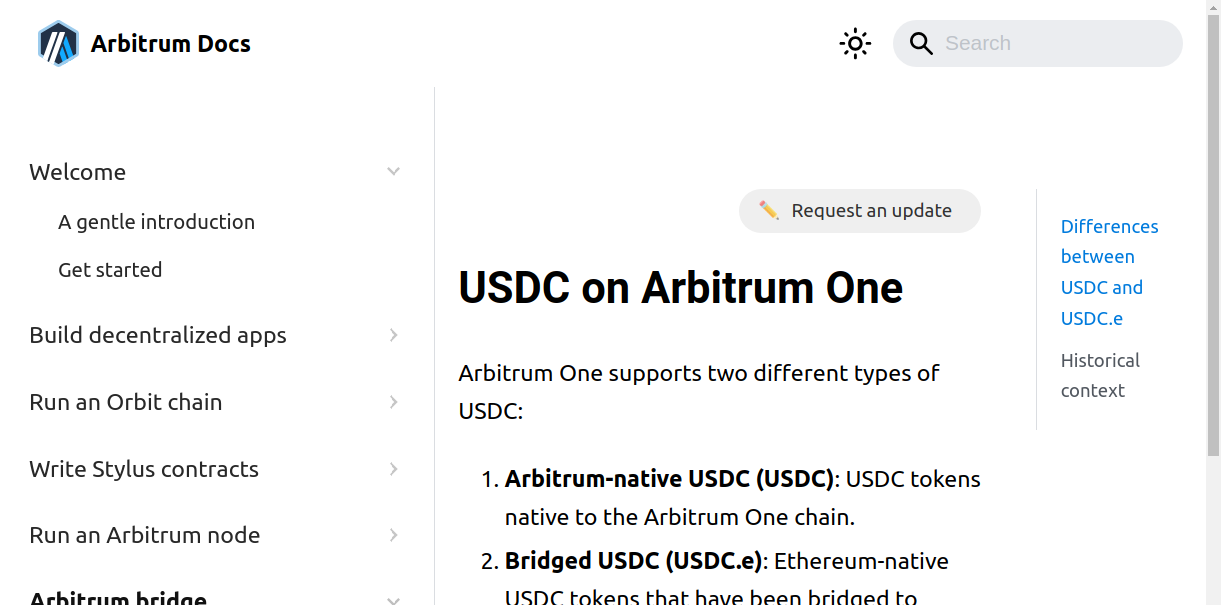 Arbitrum Docs
Search
Welcome
A gentle introduction
Get started
Build decentralized apps
Run an Orbit chain
Write Stylus contracts
Run an Arbitrum node
Arbitrum bridge
Request an update
USDC on Arbitrum One
Arbitrum One supports two different types of
USDC:
1. Arbitrum-native USDC (USDC): USDC tokens
native to the Arbitrum One chain.
2. Bridged USDC (USDC.e): Ethereum-native
USDC tokens that have been bridged to
Differences
between
USDC and
USDC.e
Historical
context